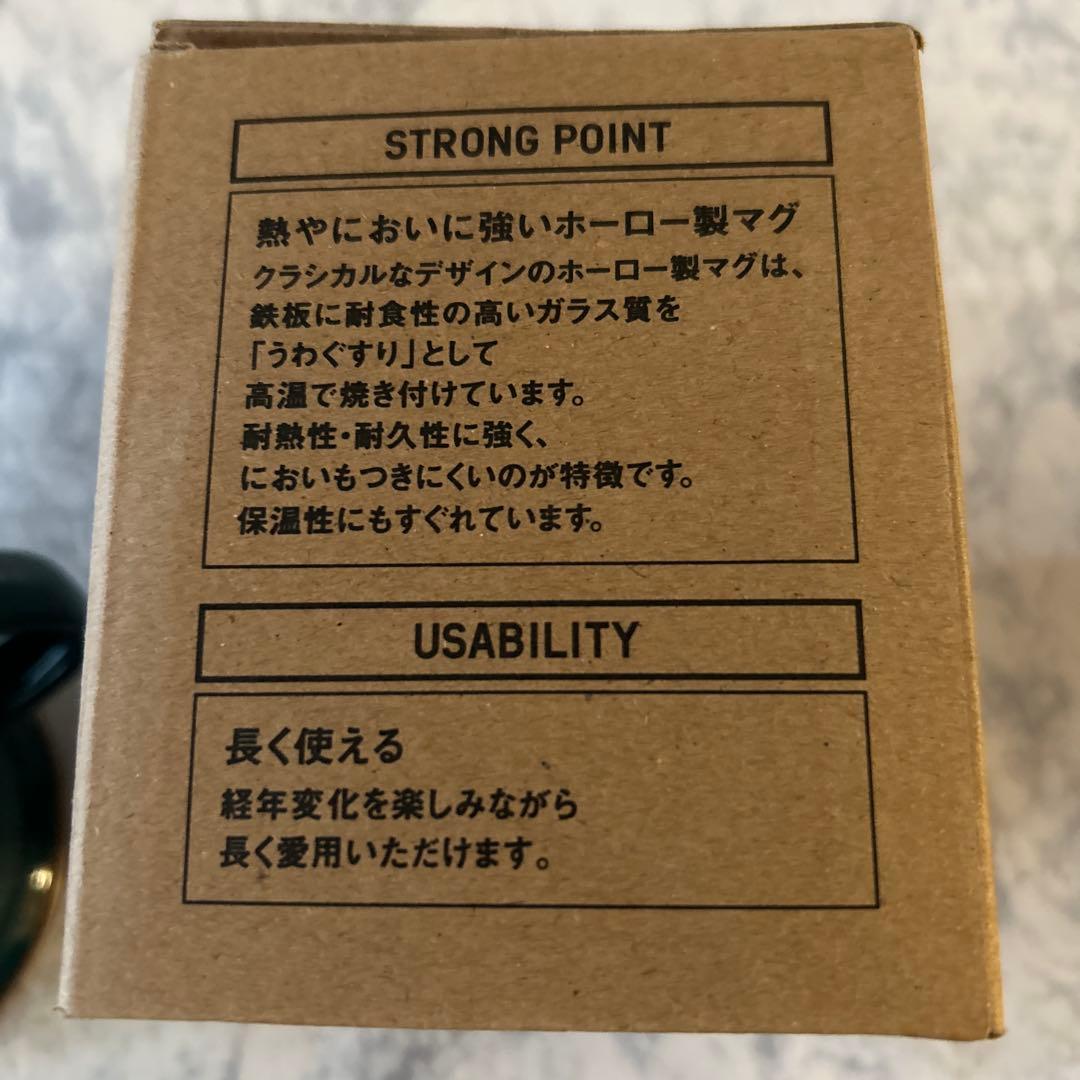 STRONG POINT
熱やにおいに強いホーロー製マグ
クラシカルなデザインのホーロー製マグは、
鉄板に耐食性の高いガラス質を
「うわぐすり」として
高温で焼き付けています。
耐熱性・耐久性に強く、
においもつきにくいのが特徴です。
保温性にもすぐれています。
USABILITY
長く使える
経年変化を楽しみながら
長く愛用いただけます。